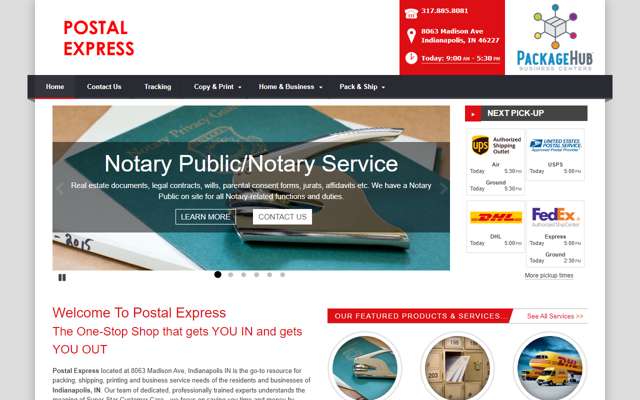 POSTAL
EXPRESS
317.885.8081
8063 Madison Ave
Indianapolis, IN 46227
Today: 9:00 AM - 5:30 PM
PACKAGEHUB
BUSINESS CENTERS
Home
Contact Us
Tracking
Copy & Print
Home & Business
Pack & Ship
Notary Public/Notary Service
Real estate documents, legal contracts, wills, parental consent forms, jurats, affidavits etc. We have a Notary
Public on site for all Notary-related functions and duties.
LEARN MORE
CONTACT US
- 2015
NEXT PICK-UP
ups
Authorized
Shipping
Outlet
Air
Today 5:30 PM
Ground
Today 5:30 PM
UNITED STATES
POSTAL SERVICE
Approved Postal Provider
USPS
Today 5:00 PM
DHL
DHL
Today 5:00 PM
FedEx
Authorized ShipCenter
Express
Today 5:00 PM
Ground
Today 2:30 PM
More pickup times
Welcome To Postal Express
The One-Stop Shop that gets YOU IN and gets
YOU OUT
Postal Express located at 8063 Madison Ave, Indianapolis IN is the go-to resource for
packing, shipping, printing and business service needs of the residents and businesses of
Indianapolis, IN. Our team of dedicated, professionally trained experts understands the
OUR FEATURED PRODUCTS & SERVICES...
See All Services >>